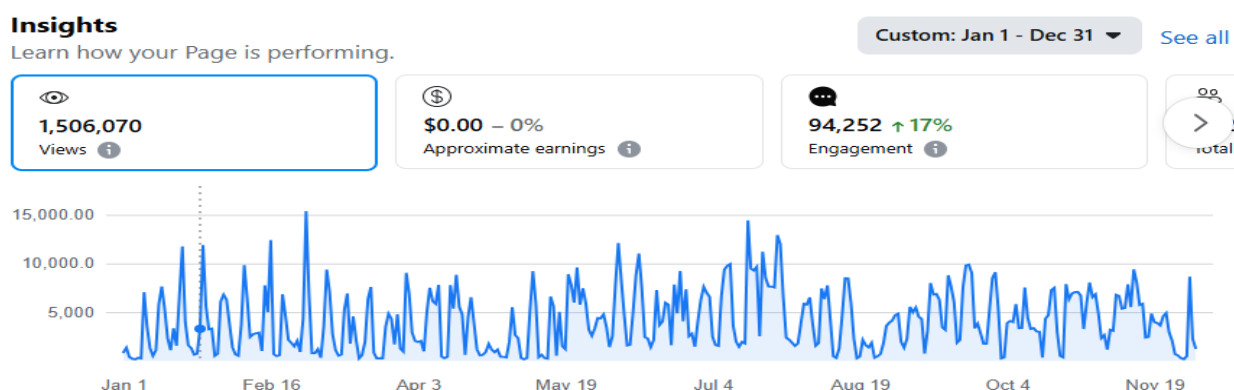 Insights
Learn how your Page is performing.
Custom: Jan 1 - Dec 31
See all
1,506,070
Views
$0.00 – 0%
Approximate earnings
94,252 ↑ 17%
Engagement
15,000.00
10,000.0
5,000
Jan 1
Feb 16
Apr 3
May 19
Jul 4
Aug 19
Oct 4
Nov 19